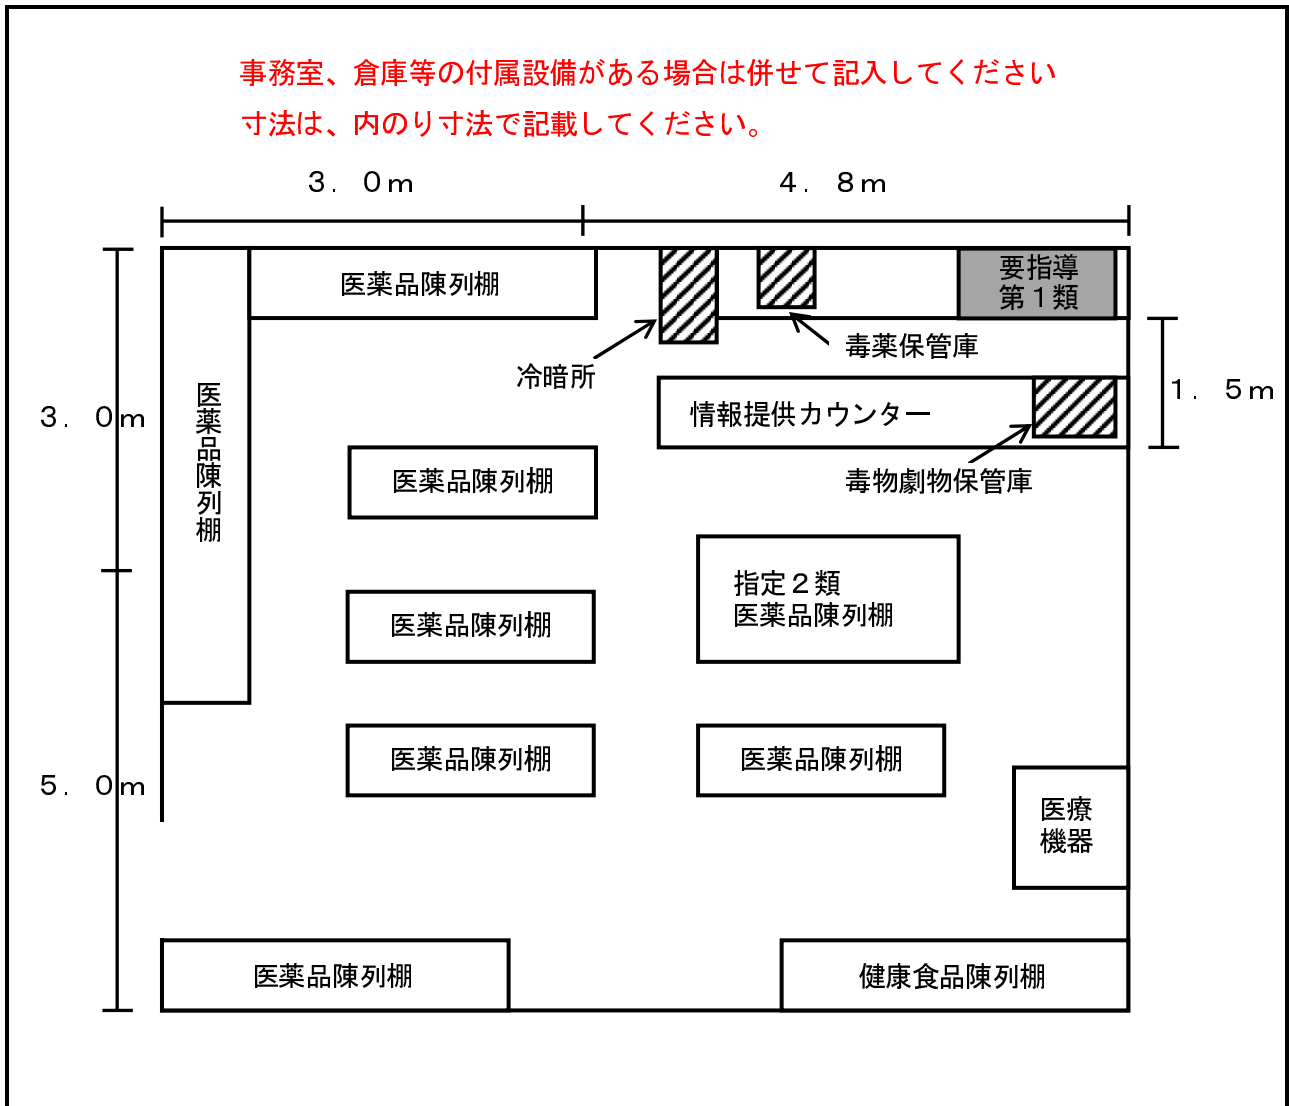 事務室、倉庫等の付属設備がある場合は併せて記入してください
寸法は、内のり寸法で記載してください。
3．0m
4．8m
医薬品陳列棚
要指導
第1類
毒薬保管庫
冷暗所
医薬品陳列棚
3．0m
1．5m
情報提供カウンター
医薬品陳列棚
毒物劇物保管庫
指定2類
医薬品陳列棚
医薬品陳列棚
医薬品陳列棚
医薬品陳列棚
5．0m
医療
機器
医薬品陳列棚
健康食品陳列棚